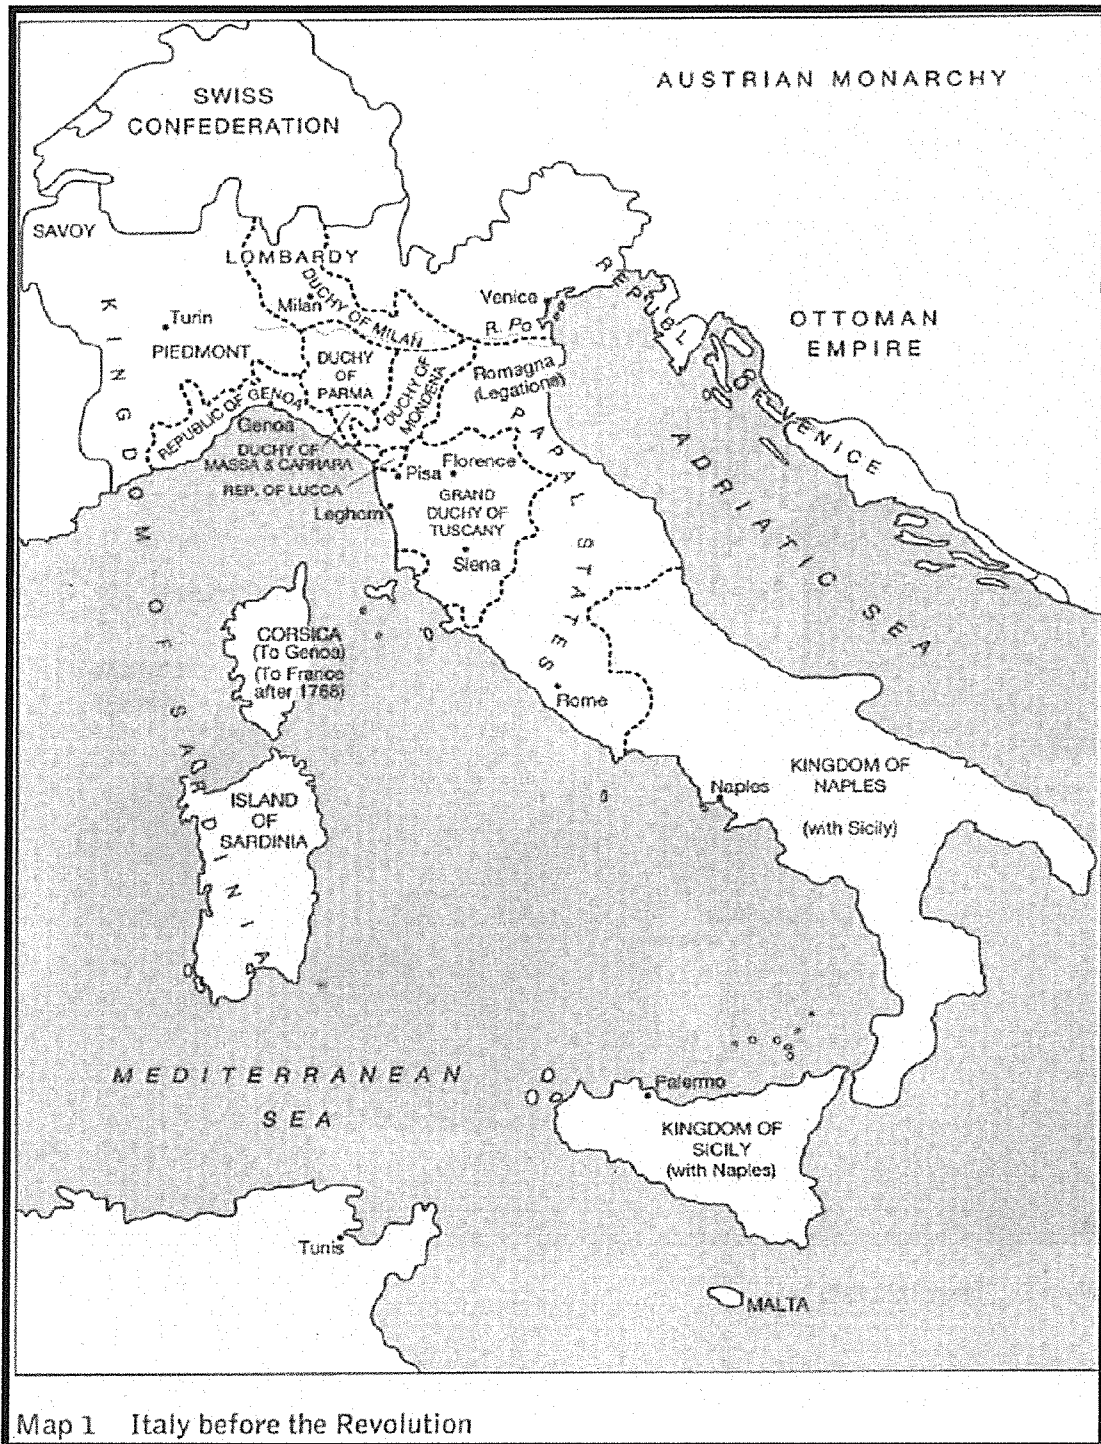 AUSTRIAN MONARCHY
SWISS
CONFEDERATION
SAVOY
LOMBARDY
Milan
DUCHY OF MILAN
Venice
R. Po
REPUBLIC OF VENICE
OTTOMAN
EMPIRE
KINGDOM OF SARDINIA
Turin
PIEDMONT
DUCHY
OF
PARMA
DUCHY OF
MONDENA
Romagna
(Legations)
REPUBLIC OF GENOA
Genoa
DUCHY OF
MASSA & CARRARA
REP. OF LUCCA
Pisa
Florence
Leghorn
GRAND
DUCHY OF
TUSCANY
Siena
PAPAL STATES
ADRIATIC SEA
CORSICA
(To Genoa)
(To France
after 1768)
Rome
ISLAND
OF
SARDINIA
Naples
KINGDOM OF
NAPLES
(with Sicily)
MEDITERRANEAN
SEA
Palermo
KINGDOM OF
SICILY
(with Naples)
Tunis
MALTA
Map 1 Italy before the Revolution